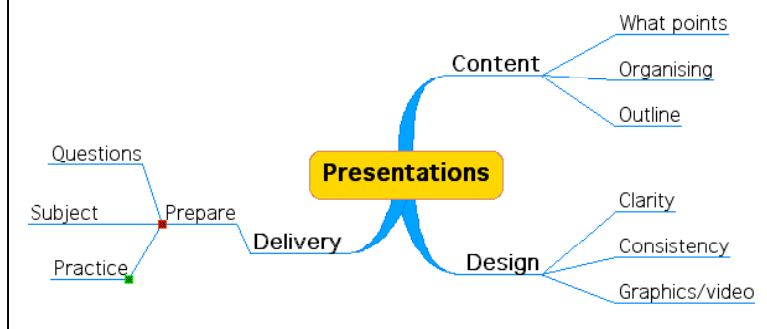 What points
Content
Organising
Outline
Questions
Presentations
Subject
Prepare
Clarity
Delivery
Consistency
Design
Practice
Graphics/video